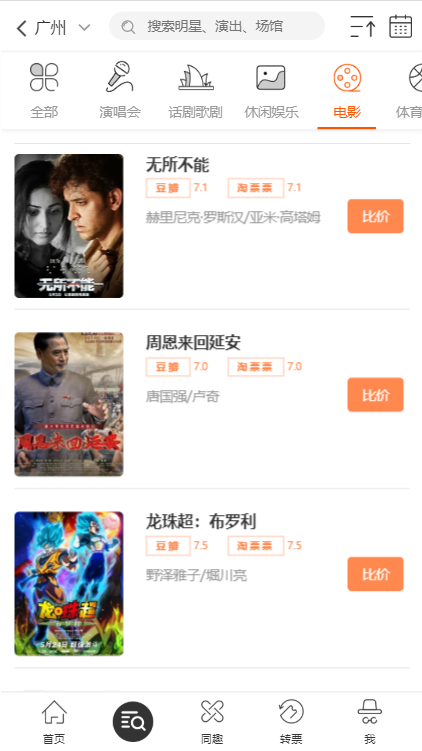 广州
搜索明星、演出、场馆
全部
演唱会
话剧歌剧
休闲娱乐
电影
体育
无所不能
豆瓣 7.1 淘票票 7.1
赫里尼克·罗斯汉/亚米·高塔姆
比价
无所不能
周恩来回延安
豆瓣 7.0 淘票票 7.0
唐国强/卢奇
比价
周恩来回延安
龙珠超：布罗利
豆瓣 7.5 淘票票 7.5
野泽雅子/堀川亮
比价
龙珠超
首页
同趣
转票
我